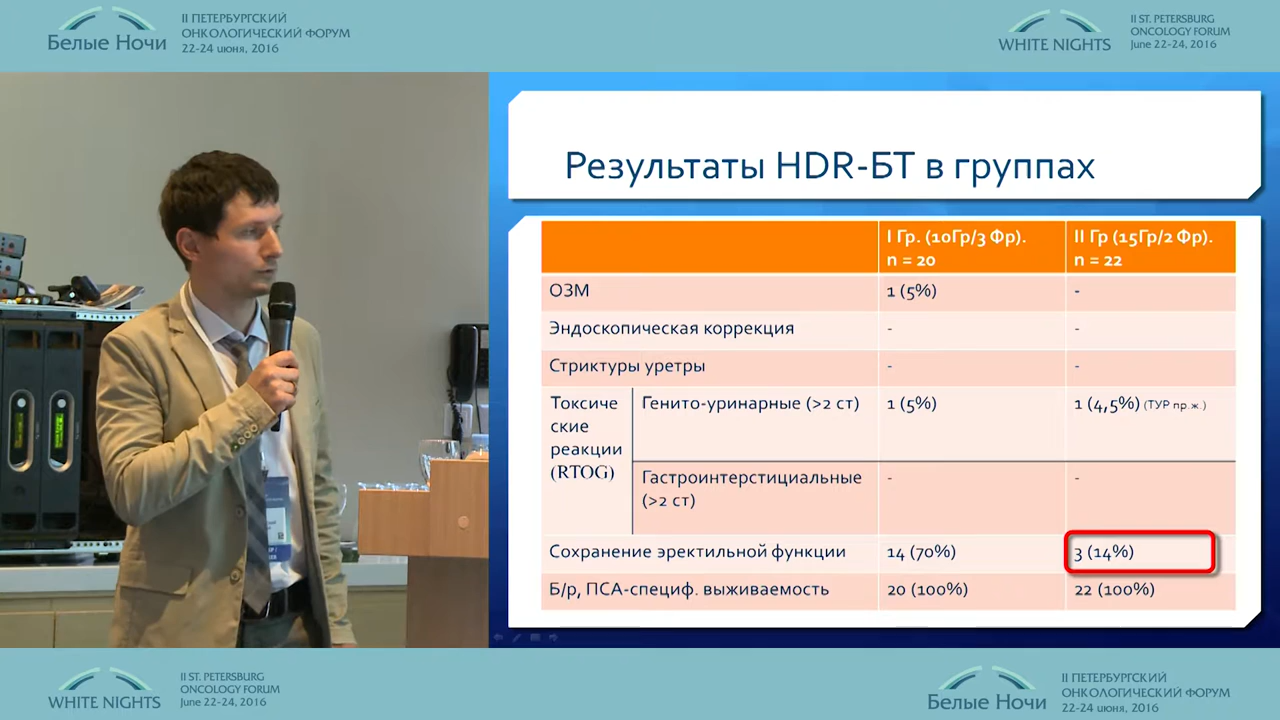 Белые Ночи
II ПЕТЕРБУРГСКИЙ
ОНКОЛОГИЧЕСКИЙ ФОРУМ
22-24 июня, 2016
WHITE NIGHTS
II ST. PETERSBURG
ONCOLOGY FORUM
June 22-24, 2016
Результаты HDR-БТ в группах
I Гр. (10Гр/3 Фр). n = 20
II Гр (15Гр/2 Фр). n = 22
ОЗМ 1 (5%) -
Эндоскопическая коррекция - -
Стриктуры уретры - -
Токсиче
ские
реакции
(RTOG)
Генито-уринарные (>2 ст) 1 (5%) 1 (4,5%) (ТУР пр.ж.)
Гастроинтерстициальные
(>2 ст) - -
Сохранение эректильной функции 14 (70%) 3 (14%)
Б/р, ПСА-специф. выживаемость 20 (100%) 22 (100%)
WHITE NIGHTS
II ST. PETERSBURG
ONCOLOGY FORUM
June 22-24, 2016
Белые Ночи
II ПЕТЕРБУРГСКИЙ
ОНКОЛОГИЧЕСКИЙ ФОРУМ
22-24 июня, 2016